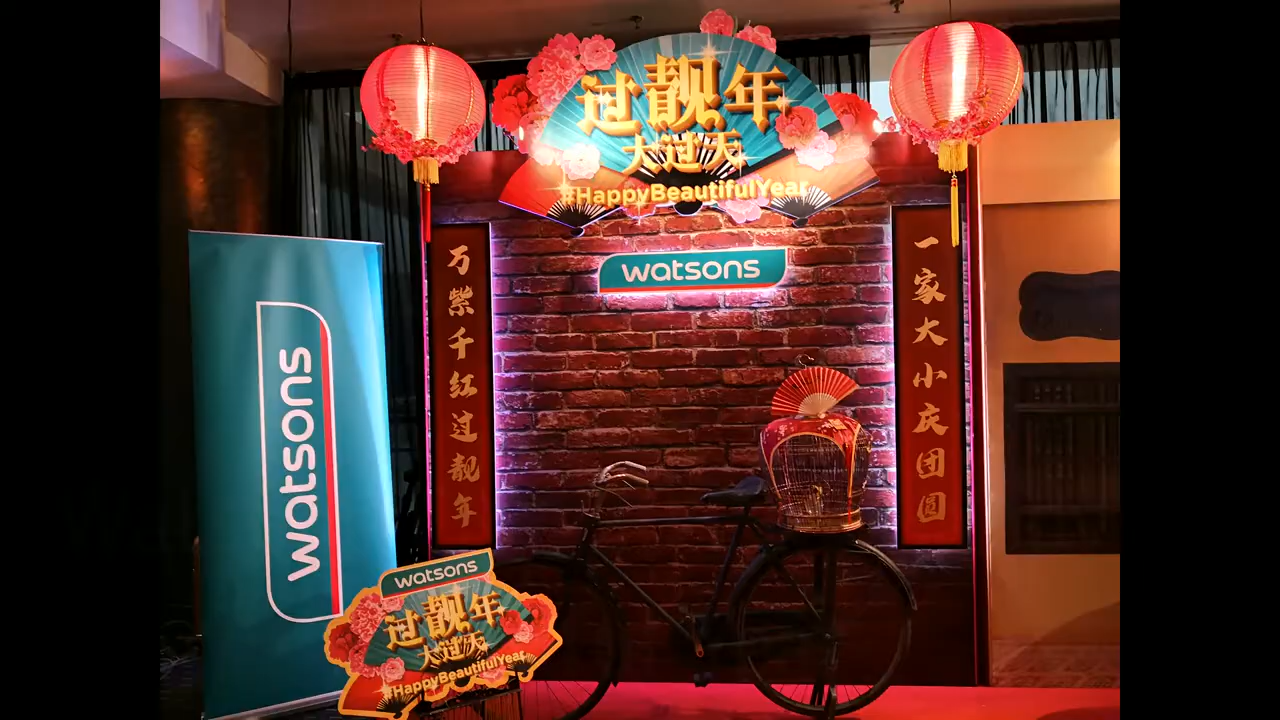 过靓年
大过天
#HappyBeautifulYear
watsons
万紫千红过靓年
一家大小庆团圆
watsons
watsons
过靓年
大过天
#HappyBeautifulYear